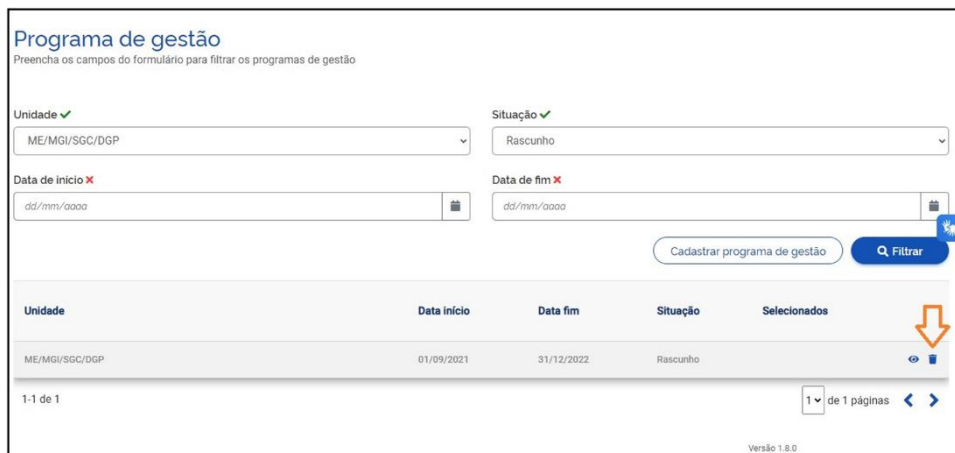 Programa de gestão
Preencha os campos do formulário para filtrar os programas de gestão
Unidade
Situação
ME/MGI/SGC/DGP
Rascunho
Data de início
Data de fim
dd/mm/aaaa
dd/mm/aaaa
Cadastrar programa de gestão
Filtrar
Unidade Data início Data fim Situação Selecionados
ME/MGI/SGC/DGP 01/09/2021 31/12/2022 Rascunho
1-1 de 1
1 de 1 páginas
Versão 1.8.0